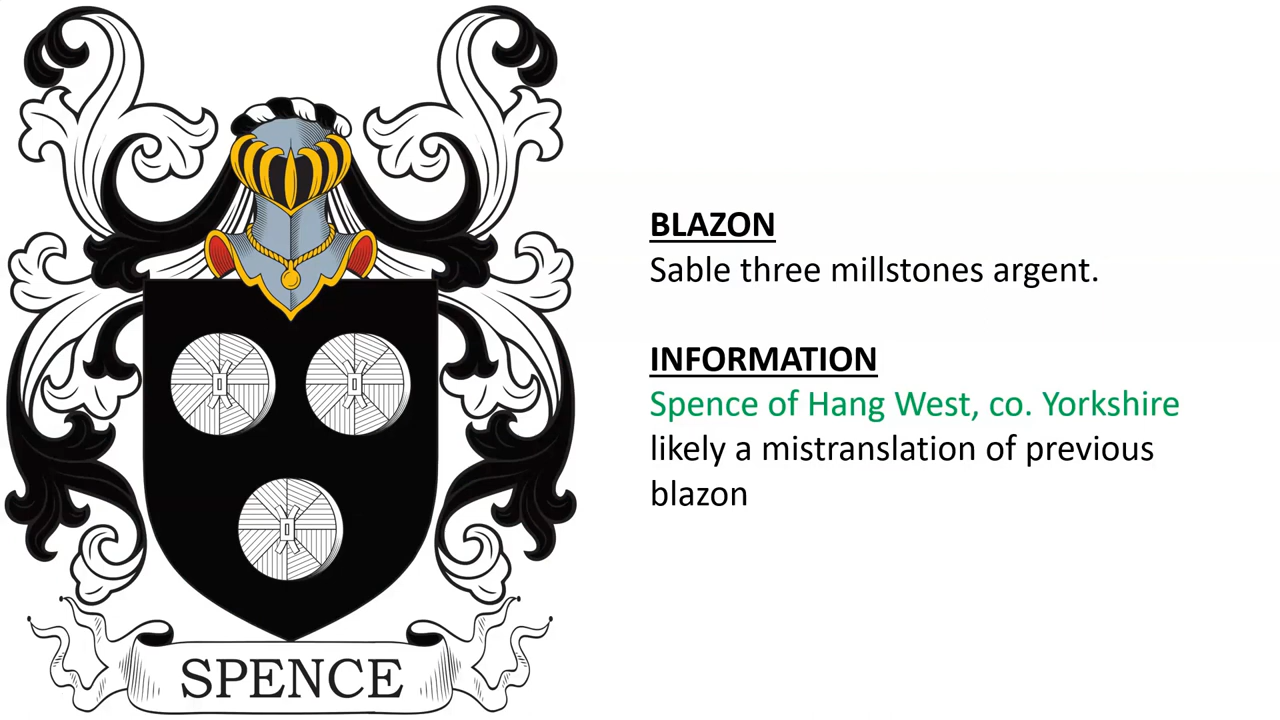 BLAZON
Sable three millstones argent.
INFORMATION
Spence of Hang West, co. Yorkshire
likely a mistranslation of previous
blazon
SPENCE